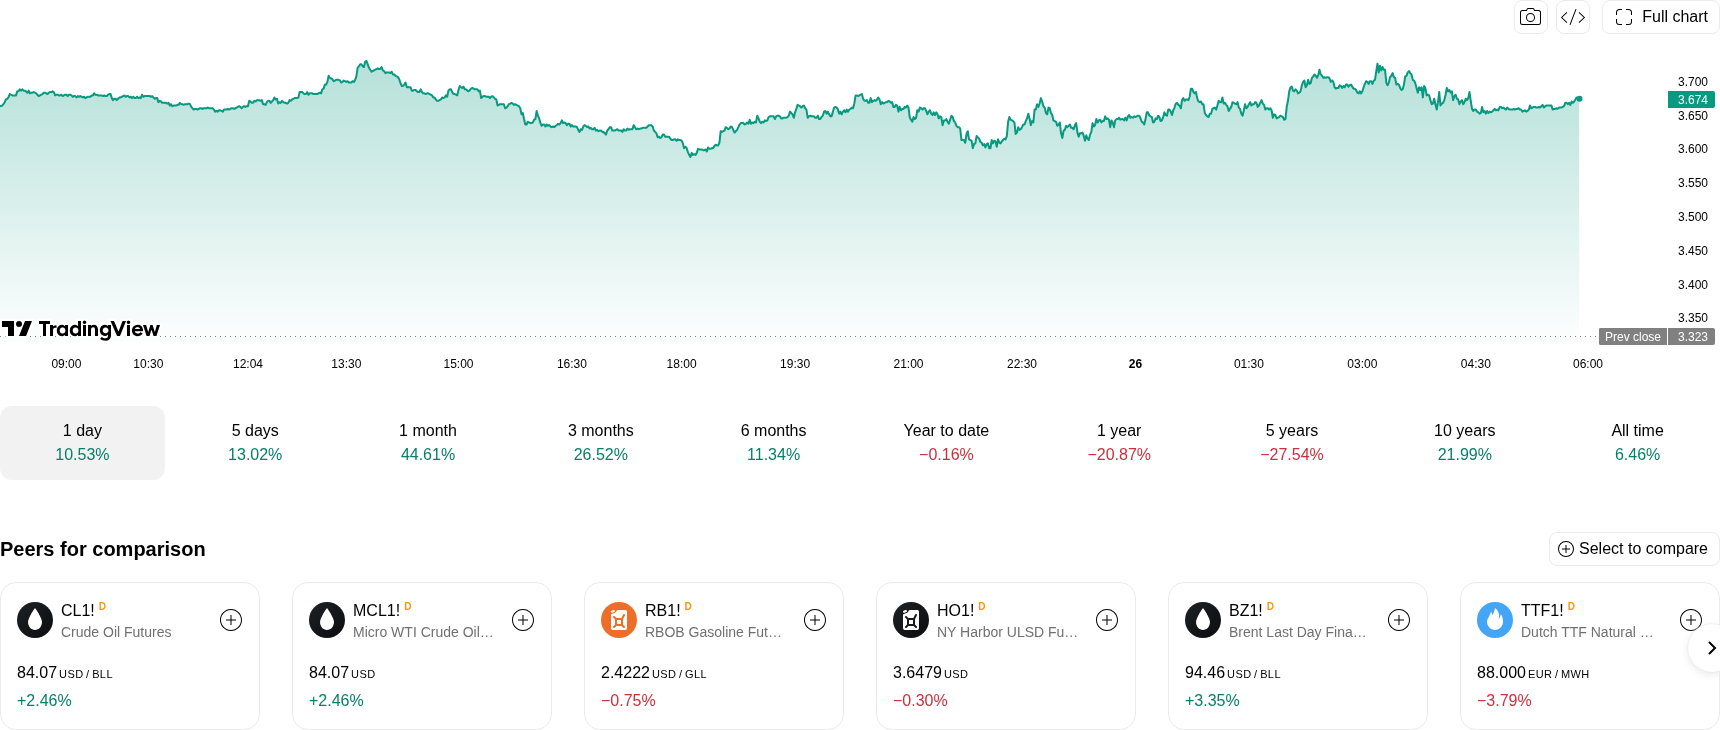 Full chart
3.700
3.674
3.650
3.600
3.550
3.500
3.450
3.400
3.350
TradingView
Prev close 3.323
09:00 10:30 12:04 13:30 15:00 16:30 18:00 19:30 21:00 22:30 26 01:30 03:00 04:30 06:00
1 day 5 days 1 month 3 months 6 months Year to date 1 year 5 years 10 years All time
10.53% 13.02% 44.61% 26.52% 11.34% −0.16% −20.87% −27.54% 21.99% 6.46%
Peers for comparison
Select to compare
CL1! D
Crude Oil Futures
84.07 USD / BLL
+2.46%
MCL1! D
Micro WTI Crude Oil…
84.07 USD
+2.46%
RB1! D
RBOB Gasoline Fut…
2.4222 USD / GLL
−0.75%
HO1! D
NY Harbor ULSD Fu…
3.6479 USD
−0.30%
BZ1! D
Brent Last Day Fina…
94.46 USD / BLL
+3.35%
TTF1! D
Dutch TTF Natural …
88.000 EUR / MWH
−3.79%